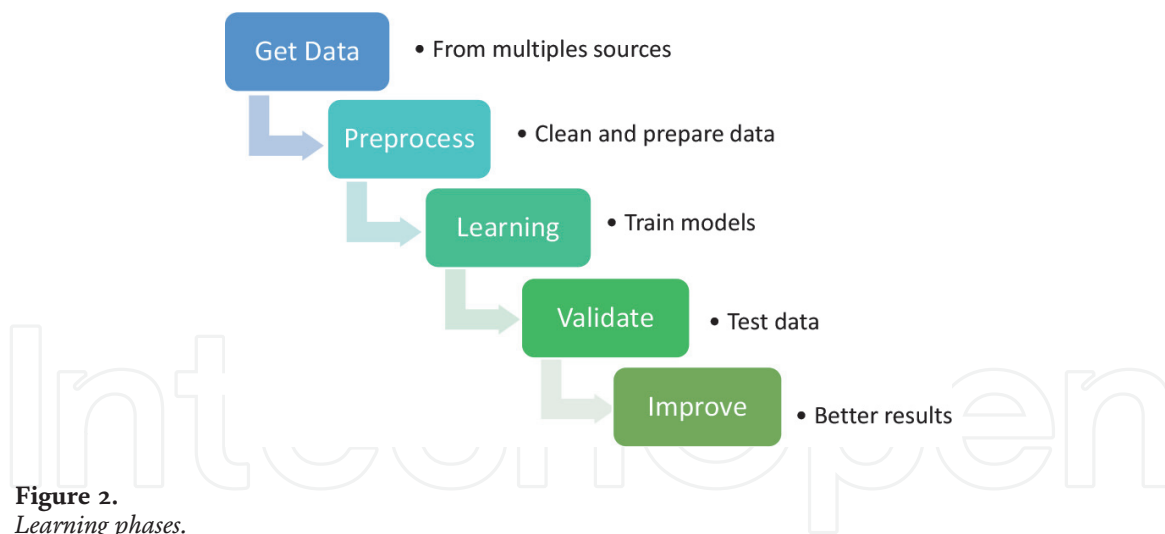 Get Data
• From multiples sources
Preprocess
• Clean and prepare data
Learning
• Train models
Validate
• Test data
Improve
• Better results
IntechOpen
Figure 2.
Learning phases.